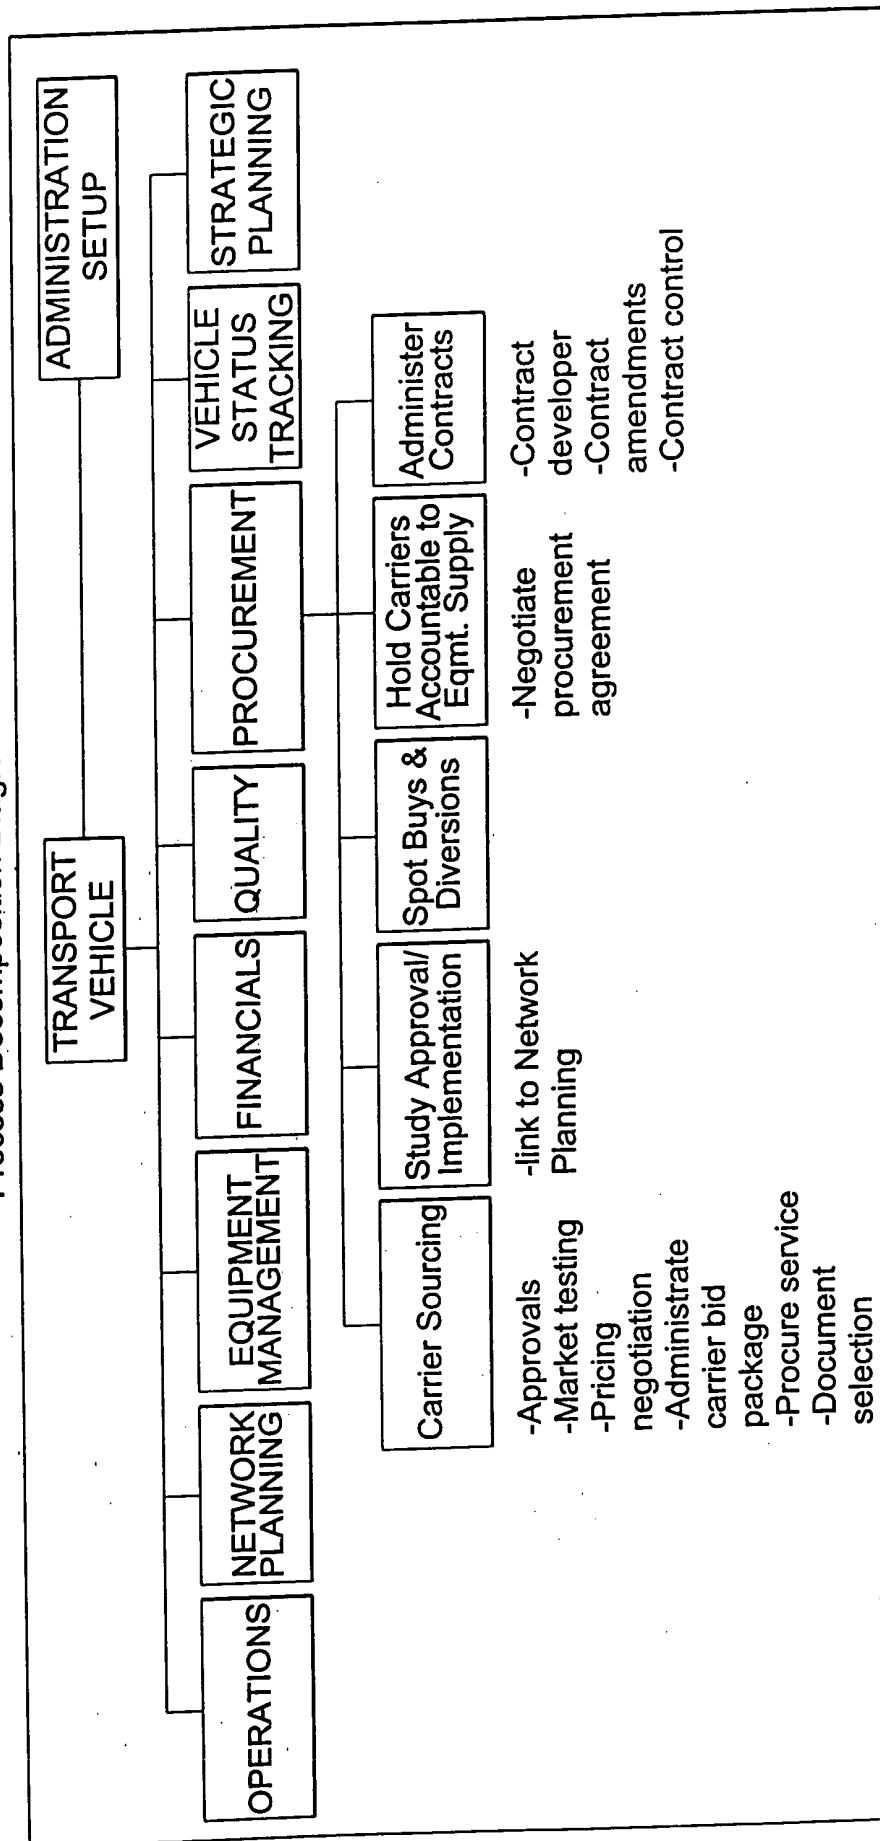 Process Decomposition
ADMINISTRATION
SETUP
TRANSPORT
VEHICLE
OPERATIONS
NETWORK
PLANNING
EQUIPMENT
MANAGEMENT
FINANCIALS
QUALITY
PROCUREMENT
VEHICLE
STATUS
TRACKING
STRATEGIC
PLANNING
Carrier Sourcing
-Approvals
-Market testing
-Pricing
negotiation
-Administrate
carrier bid
package
-Procure service
-Document
selection
Study Approval/
Implementation
-link to Network
Planning
Spot Buys &
Diversions
Hold Carriers
Accountable to
Eqmt. Supply
-Negotiate
procurement
agreement
Administer
Contracts
-Contract
developer
-Contract
amendments
-Contract control